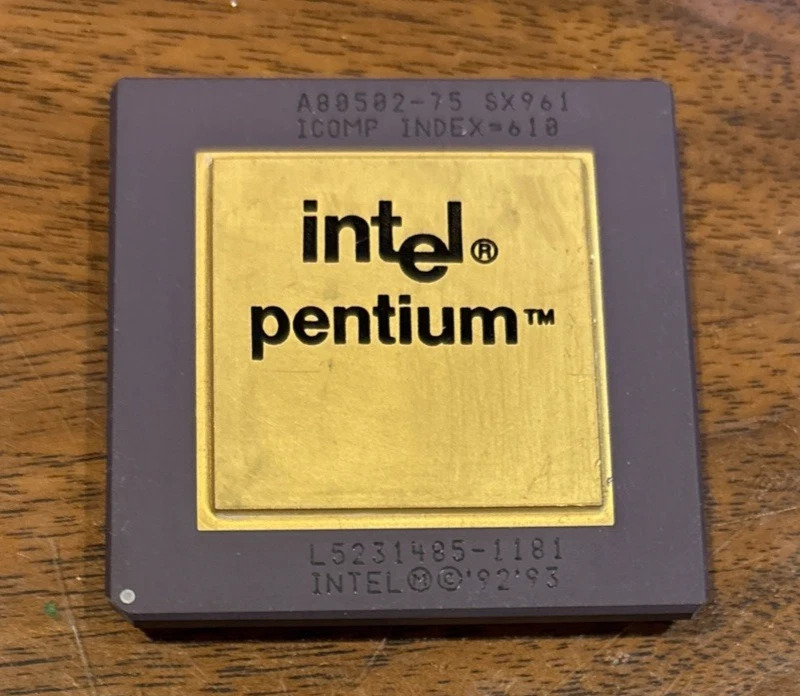 A80502-75 SX961
ICOMP INDEX=610
intel®
pentium™
L5231485-1181
INTEL Ⓜ © '92 '93